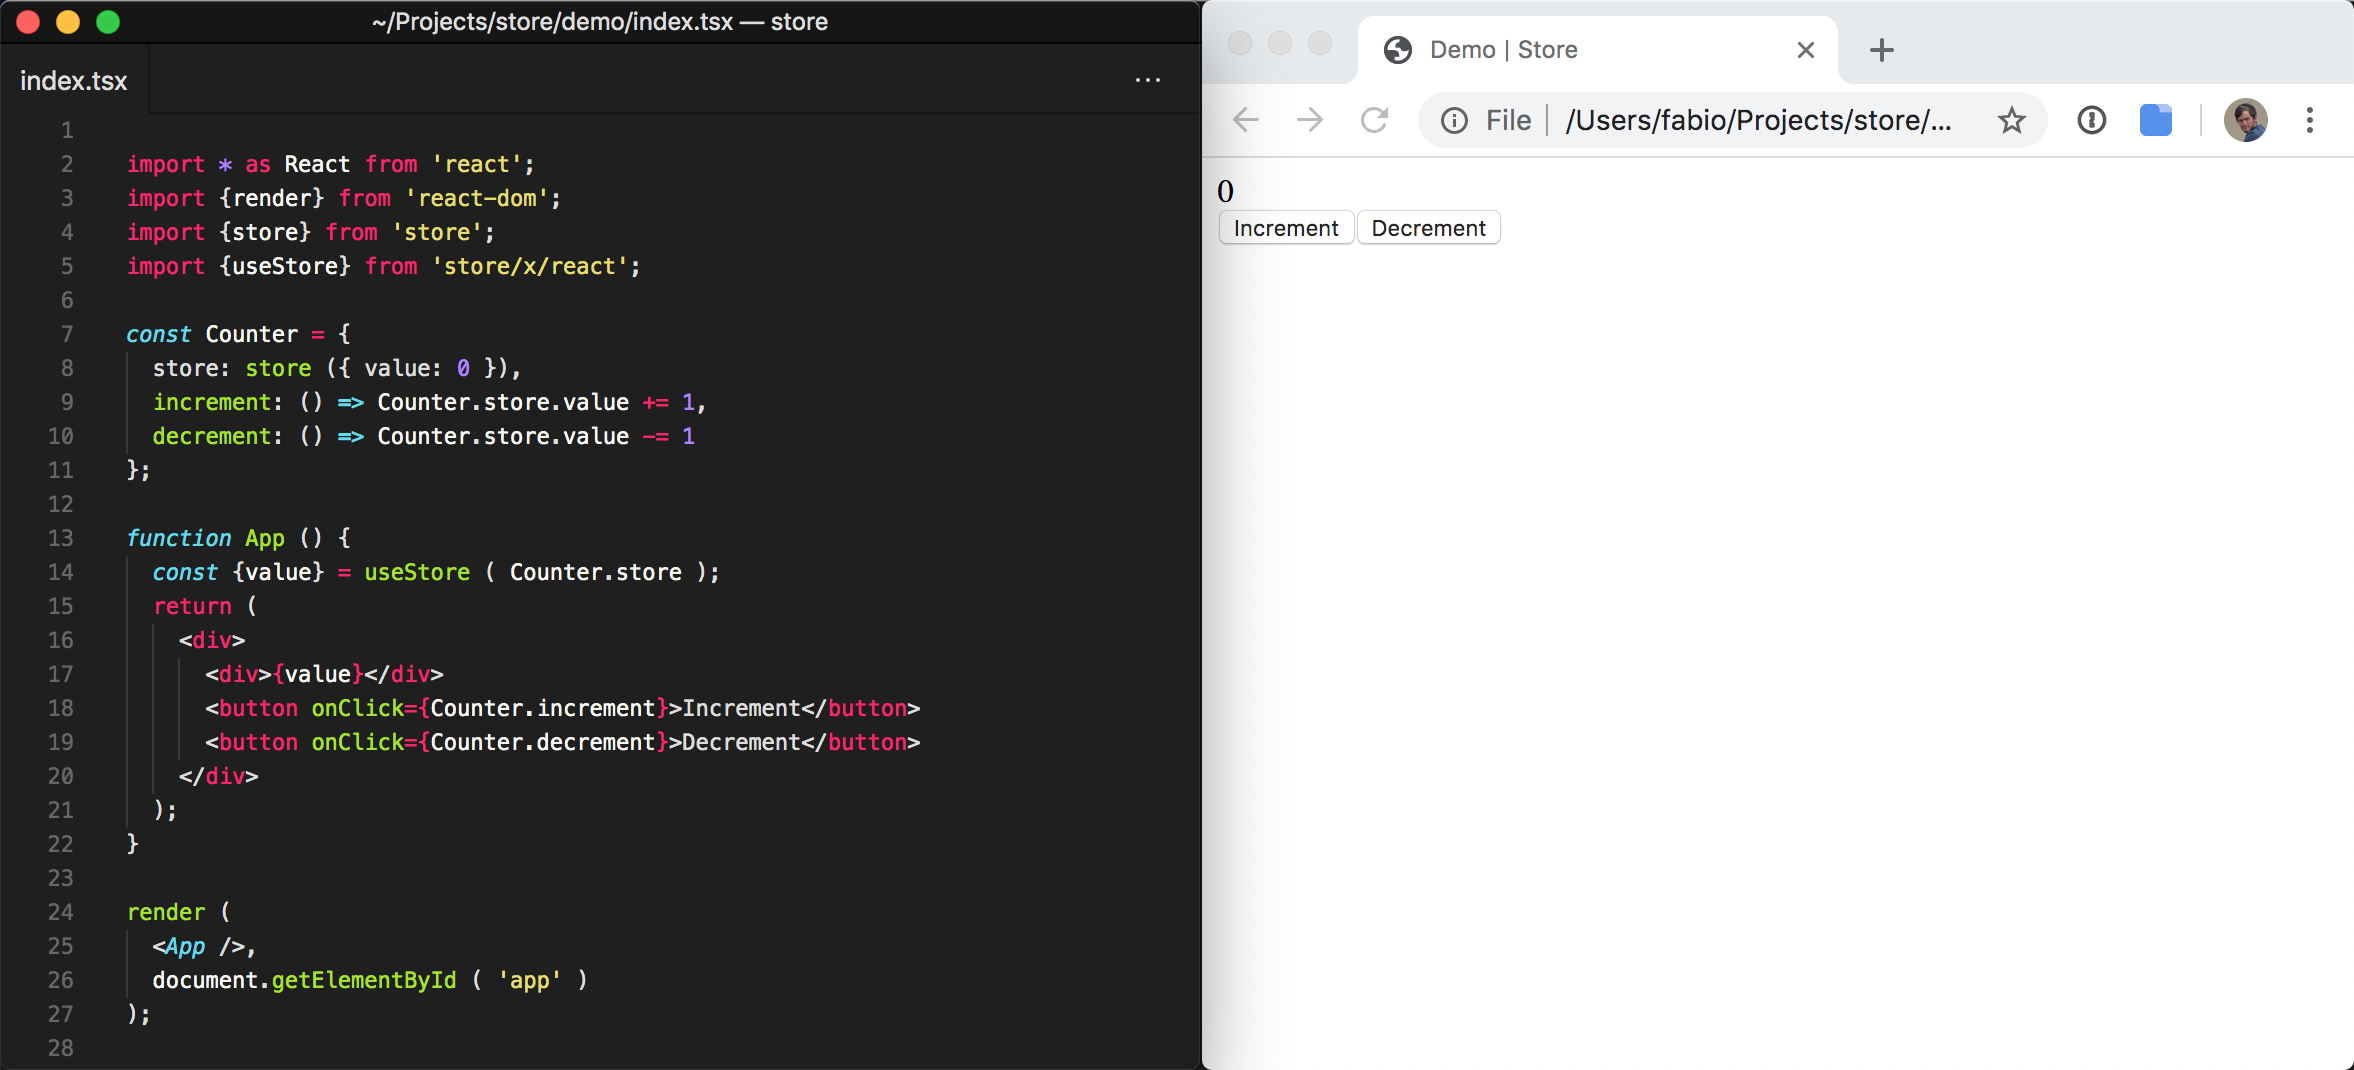 ~/Projects/store/demo/index.tsx — store
index.tsx
1
2 import * as React from 'react';
3 import {render} from 'react-dom';
4 import {store} from 'store';
5 import {useStore} from 'store/x/react';
6
7 const Counter = {
8   store: store ({ value: 0 }),
9   increment: () => Counter.store.value += 1,
10   decrement: () => Counter.store.value -= 1
11 };
12
13 function App () {
14   const {value} = useStore ( Counter.store );
15   return (
16     <div>
17       <div>{value}</div>
18       <button onClick={Counter.increment}>Increment</button>
19       <button onClick={Counter.decrement}>Decrement</button>
20     </div>
21   );
22 }
23
24 render (
25   <App />,
26   document.getElementById ( 'app' )
27 );
28
Demo | Store
File | /Users/fabio/Projects/store/...
0
Increment Decrement